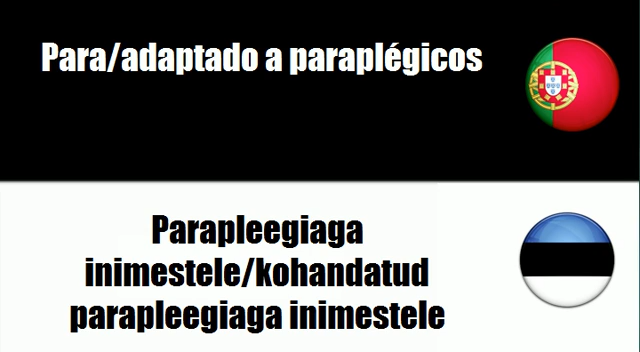 Para/adaptado a paraplégicos
Parapleegiaga
inimestele/kohandatud
parapleegiaga inimestele